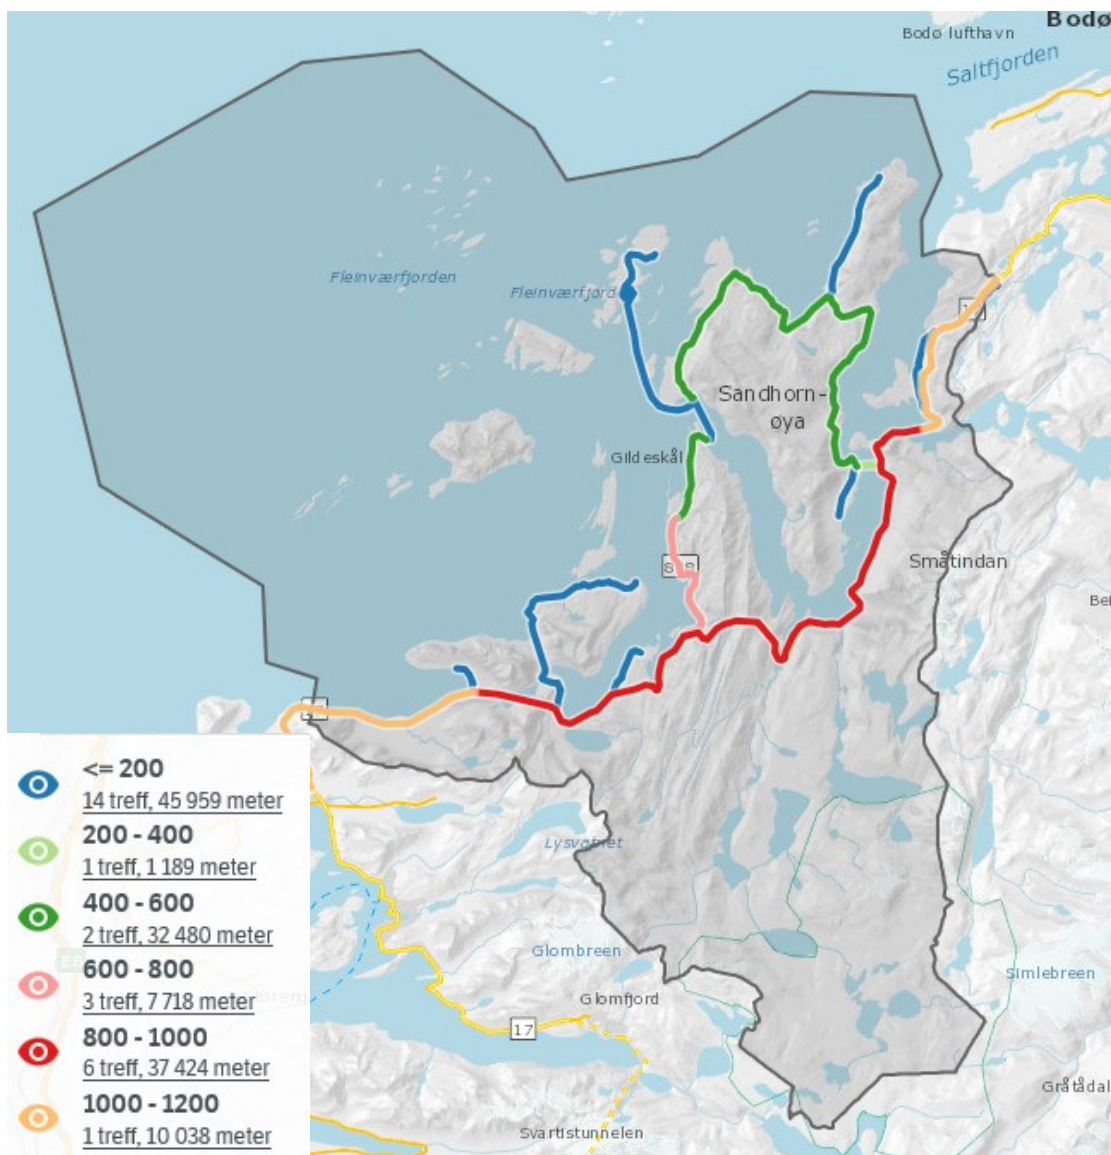 Bodø
Bodø lufthavn
Saltfjorden
Fleinværfjorden
Fleinværfjord
Sandhorn-
øya
Gildeskål
Småtindan
Lysvatnet
Glombreen
Simlebreen
Glomfjord
17
Gråtådal
Svartistunnelen
<= 200
14 treff, 45 959 meter
200 - 400
1 treff, 1 189 meter
400 - 600
2 treff, 32 480 meter
600 - 800
3 treff, 7 718 meter
800 - 1000
6 treff, 37 424 meter
1000 - 1200
1 treff, 10 038 meter